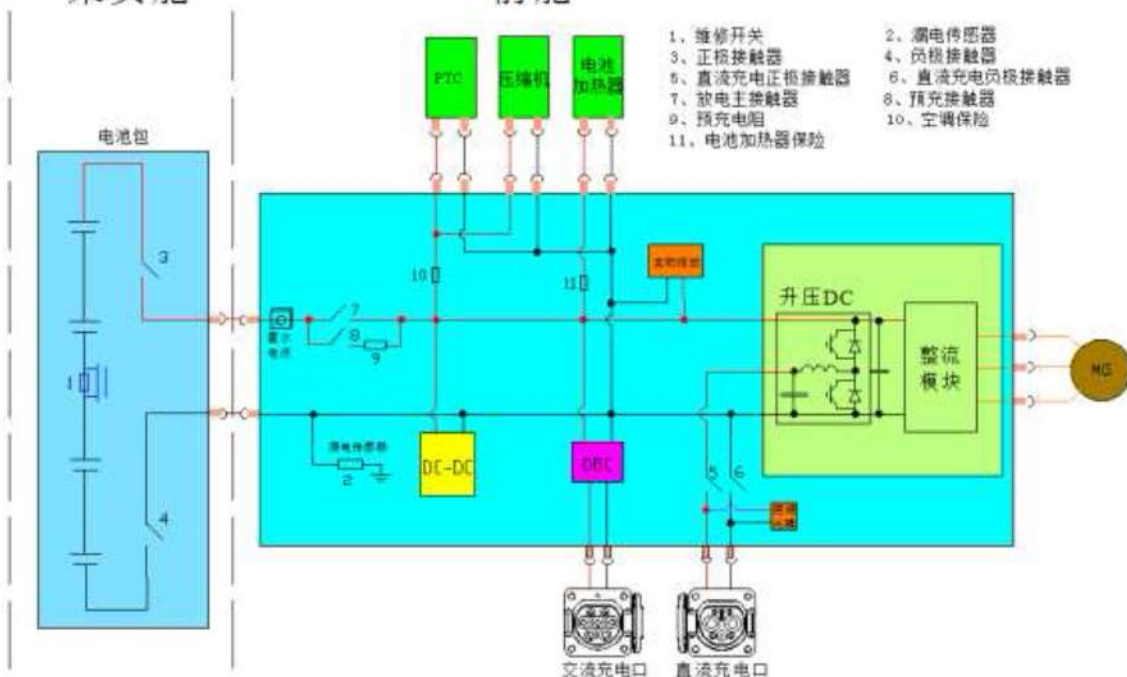 1、维修开关 2、漏电传感器
3、正极接触器 4、负极接触器
5、直流充电正极接触器 6、直流充电负极接触器
7、放电主接触器 8、预充接触器
9、预充电阻 10、空调保险
11、电池加热器保险
PTC
压缩机
电池
加热器
电池包
3
10
11
升压DC
7
8
9
整流
模块
MG
1
漏电传感器
2
DC-DC
OBC
5
6
4
交流充电口
直流充电口